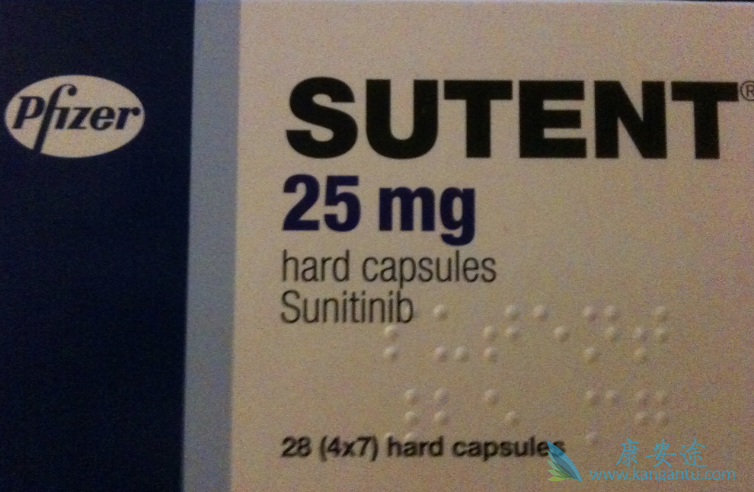 Pfizer
SUTENT®
25 mg
hard capsules
Sunitinib
28 (4x7) hard capsules
康安途
www.kangantu.com